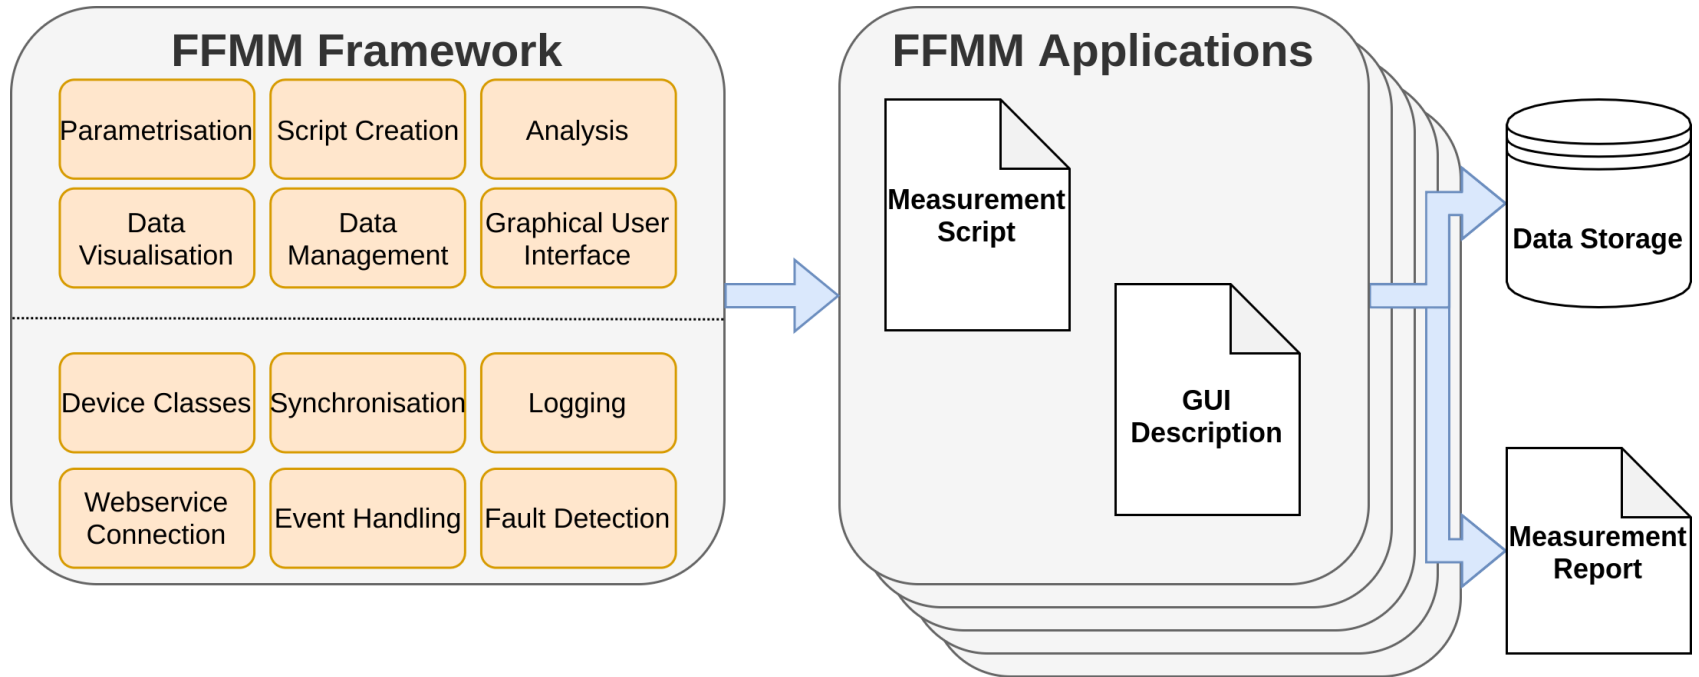 FFMM Framework
Parametrisation
Script Creation
Analysis
Data
Visualisation
Data
Management
Graphical User
Interface
Device Classes
Synchronisation
Logging
Webservice
Connection
Event Handling
Fault Detection
FFMM Applications
Measurement
Script
GUI
Description
Data Storage
Measurement
Report